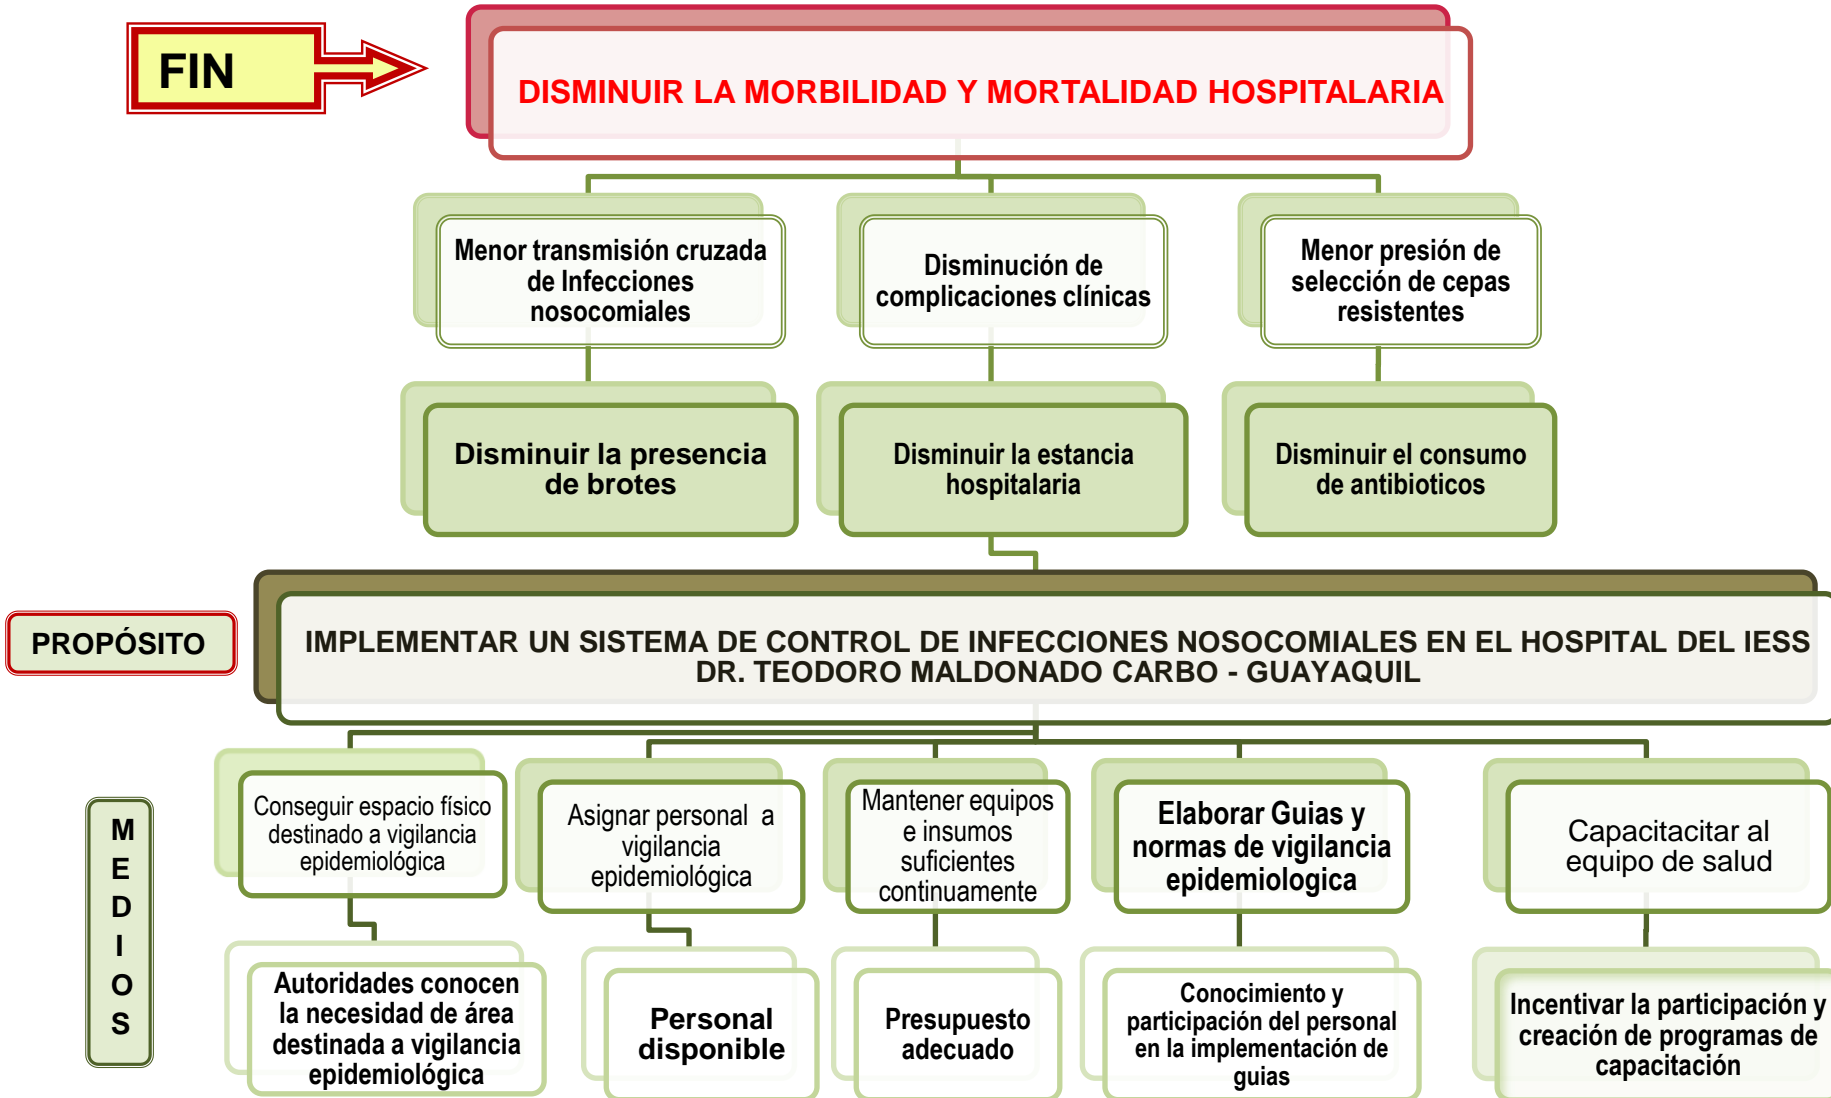 FIN
DISMINUIR LA MORBILIDAD Y MORTALIDAD HOSPITALARIA
Menor transmisión cruzada
de Infecciones
nosocomiales
Disminución de
complicaciones clínicas
Menor presión de
selección de cepas
resistentes
Disminuir la presencia
de brotes
Disminuir la estancia
hospitalaria
Disminuir el consumo
de antibioticos
PROPÓSITO
IMPLEMENTAR UN SISTEMA DE CONTROL DE INFECCIONES NOSOCOMIALES EN EL HOSPITAL DEL IESS
DR. TEODORO MALDONADO CARBO - GUAYAQUIL
MEDIOS
Conseguir espacio físico
destinado a vigilancia
epidemiológica
Asignar personal a
vigilancia
epidemiológica
Mantener equipos
e insumos
suficientes
continuamente
Elaborar Guias y
normas de vigilancia
epidemiologica
Capacitacitar al
equipo de salud
Autoridades conocen
la necesidad de área
destinada a vigilancia
epidemiológica
Personal
disponible
Presupuesto
adecuado
Conocimiento y
participación del personal
en la implementación de
guias
Incentivar la participación y
creación de programas de
capacitación